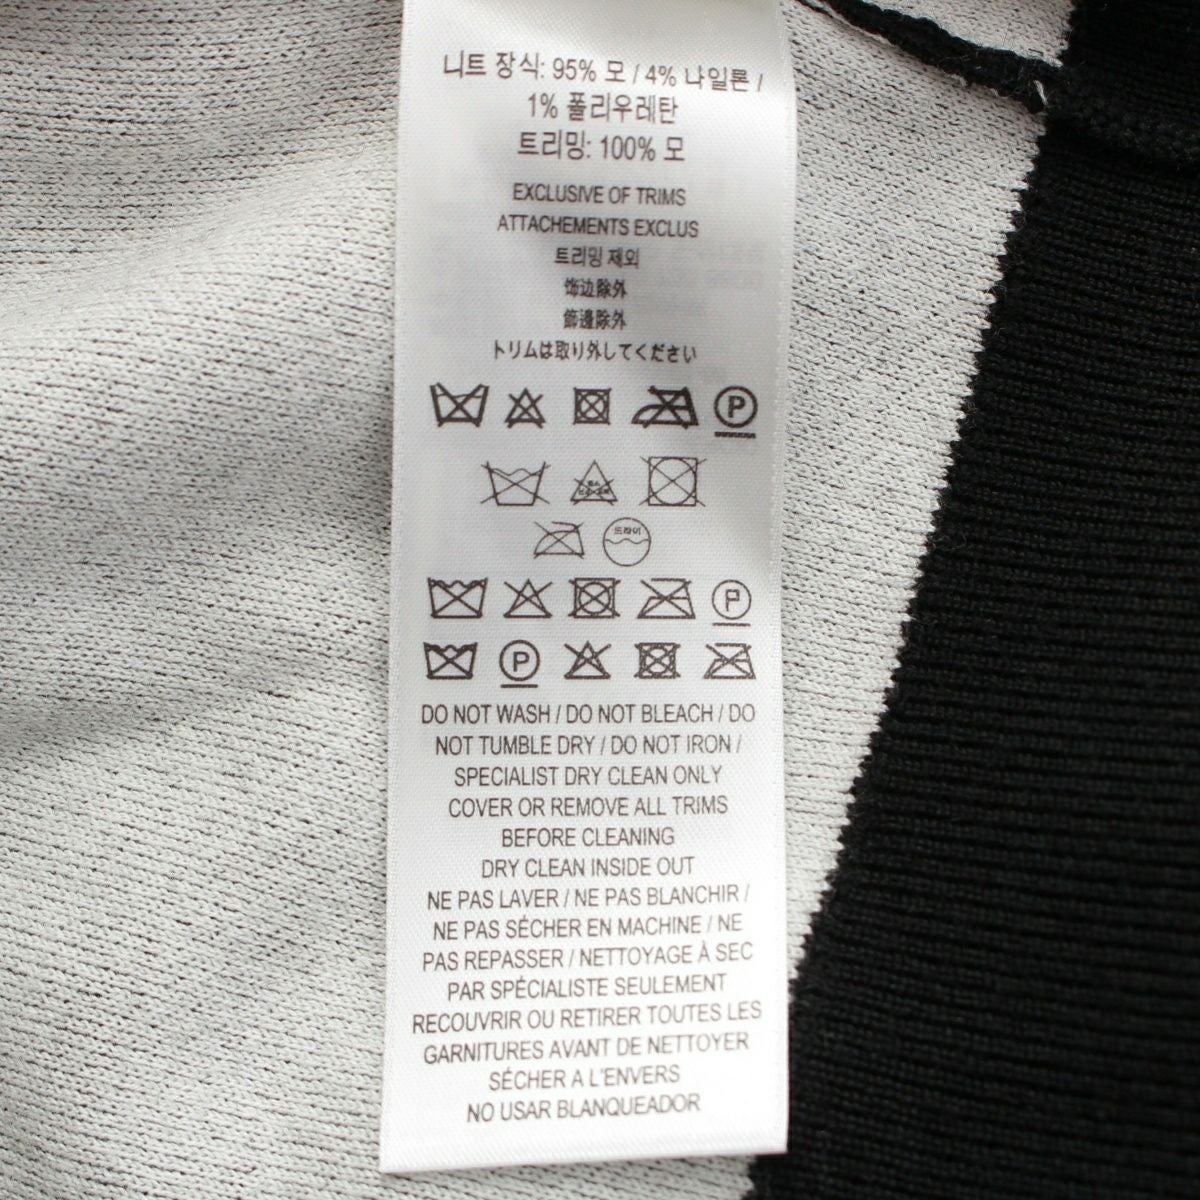 니트 장식: 95% 모 / 4% 나일론 /
1% 폴리우레탄
트리밍: 100% 모
EXCLUSIVE OF TRIMS
ATTACHEMENTS EXCLUS
트리밍 제외
饰边除外
飾邊除外
トリムは取り外してください
P
드라이
P
P
DO NOT WASH / DO NOT BLEACH / DO
NOT TUMBLE DRY / DO NOT IRON /
SPECIALIST DRY CLEAN ONLY
COVER OR REMOVE ALL TRIMS
BEFORE CLEANING
DRY CLEAN INSIDE OUT
NE PAS LAVER / NE PAS BLANCHIR /
NE PAS SÉCHER EN MACHINE / NE
PAS REPASSER / NETTOYAGE À SEC
PAR SPÉCIALISTE SEULEMENT
RECOUVRIR OU RETIRER TOUTES LES
GARNITURES AVANT DE NETTOYER
SÉCHER A L'ENVERS
NO USAR BLANQUEADOR